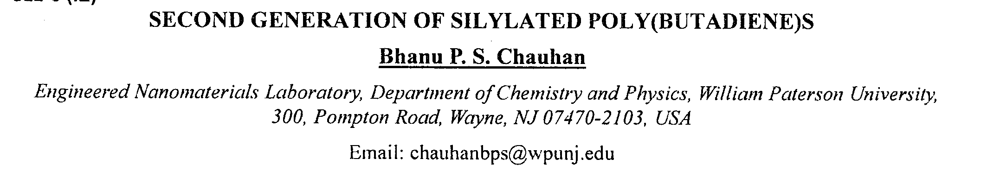 SECOND GENERATION OF SILYLATED POLY(BUTADIENE)S
Bhanu P. S. Chauhan
Engineered Nanomaterials Laboratory, Department of Chemistry and Physics, William Paterson University,
300, Pompton Road, Wayne, NJ 07470-2103, USA
Email: chauhanbps@wpunj.edu